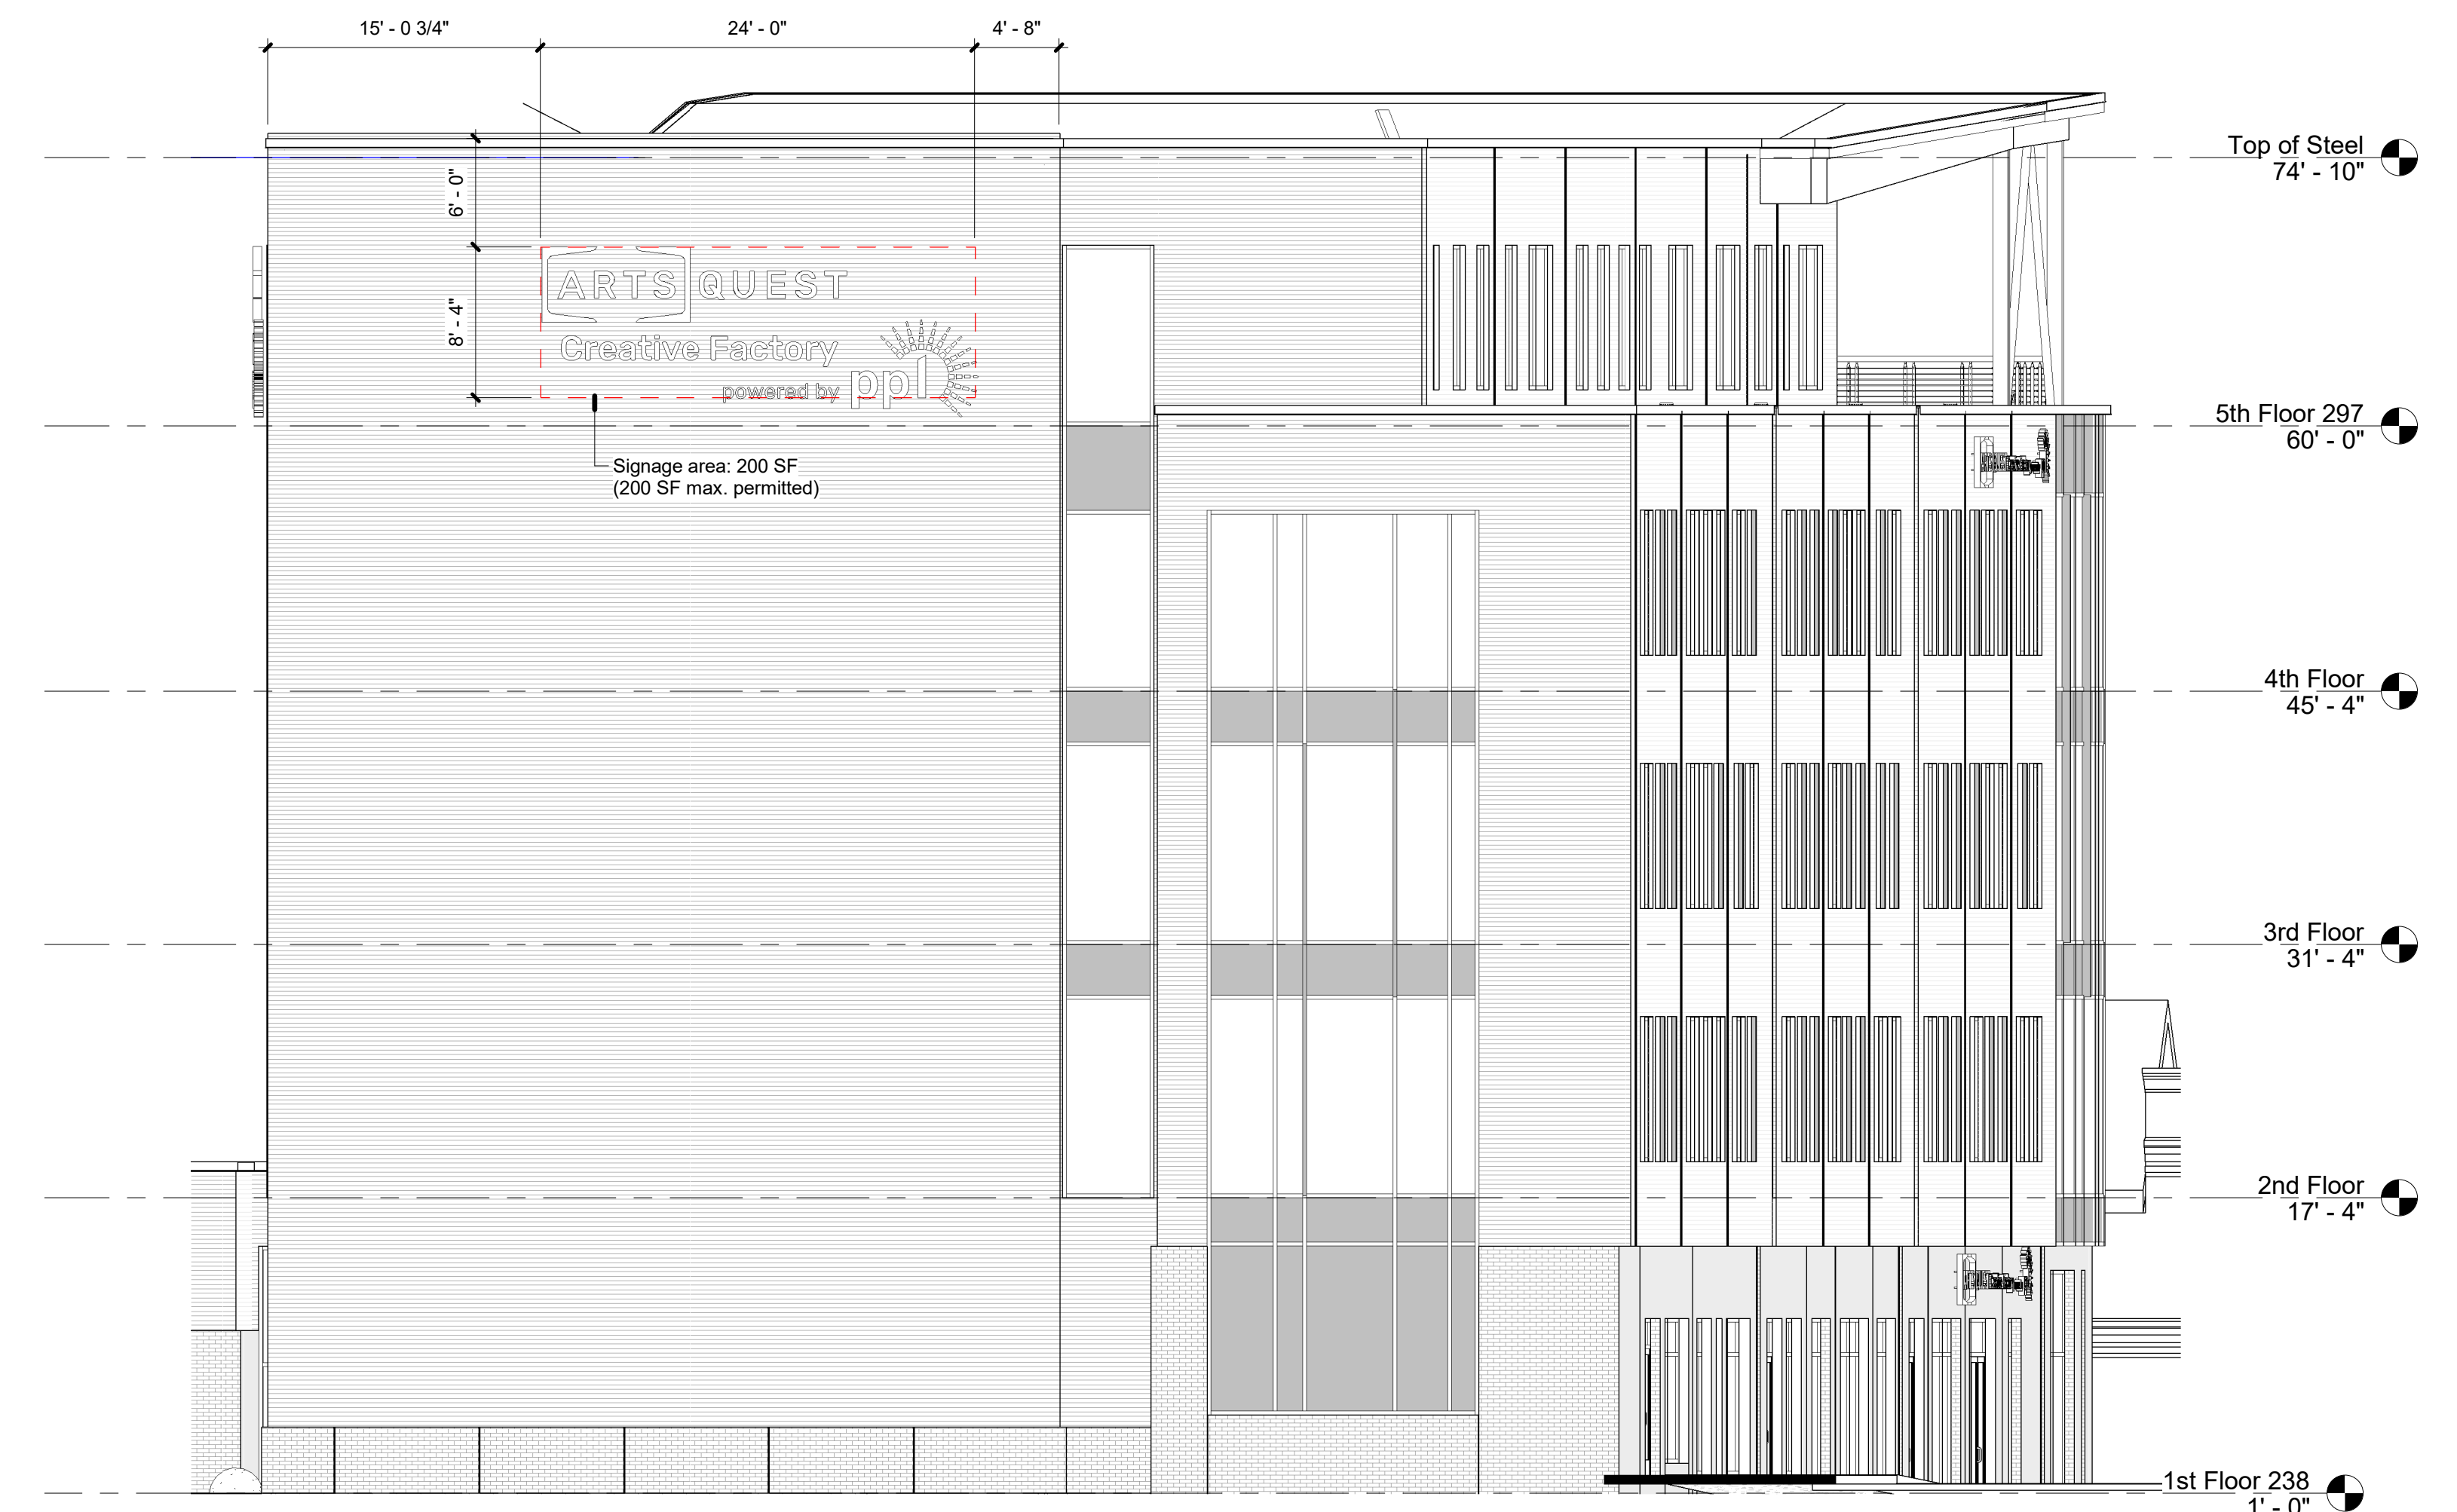 15' - 0 3/4"
24' - 0"
4' - 8"
Top of Steel
74' - 10"
6' - 0"
8' - 4"
ARTS QUEST
Creative Factory
powered by ppl
Signage area: 200 SF
(200 SF max. permitted)
5th Floor 297
60' - 0"
4th Floor
45' - 4"
3rd Floor
31' - 4"
2nd Floor
17' - 4"
1st Floor 238
1' - 0"